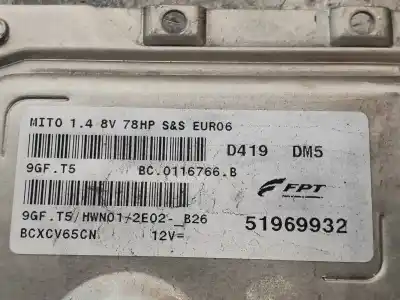 MITO 1.4 8V 78HP S&S EURO6
D419 DM5
9GF.T5 BC.0116766.B
FPT
9GF.T5/HWN01/2E02-_B26
51969932
BCXCV65CN 12V=